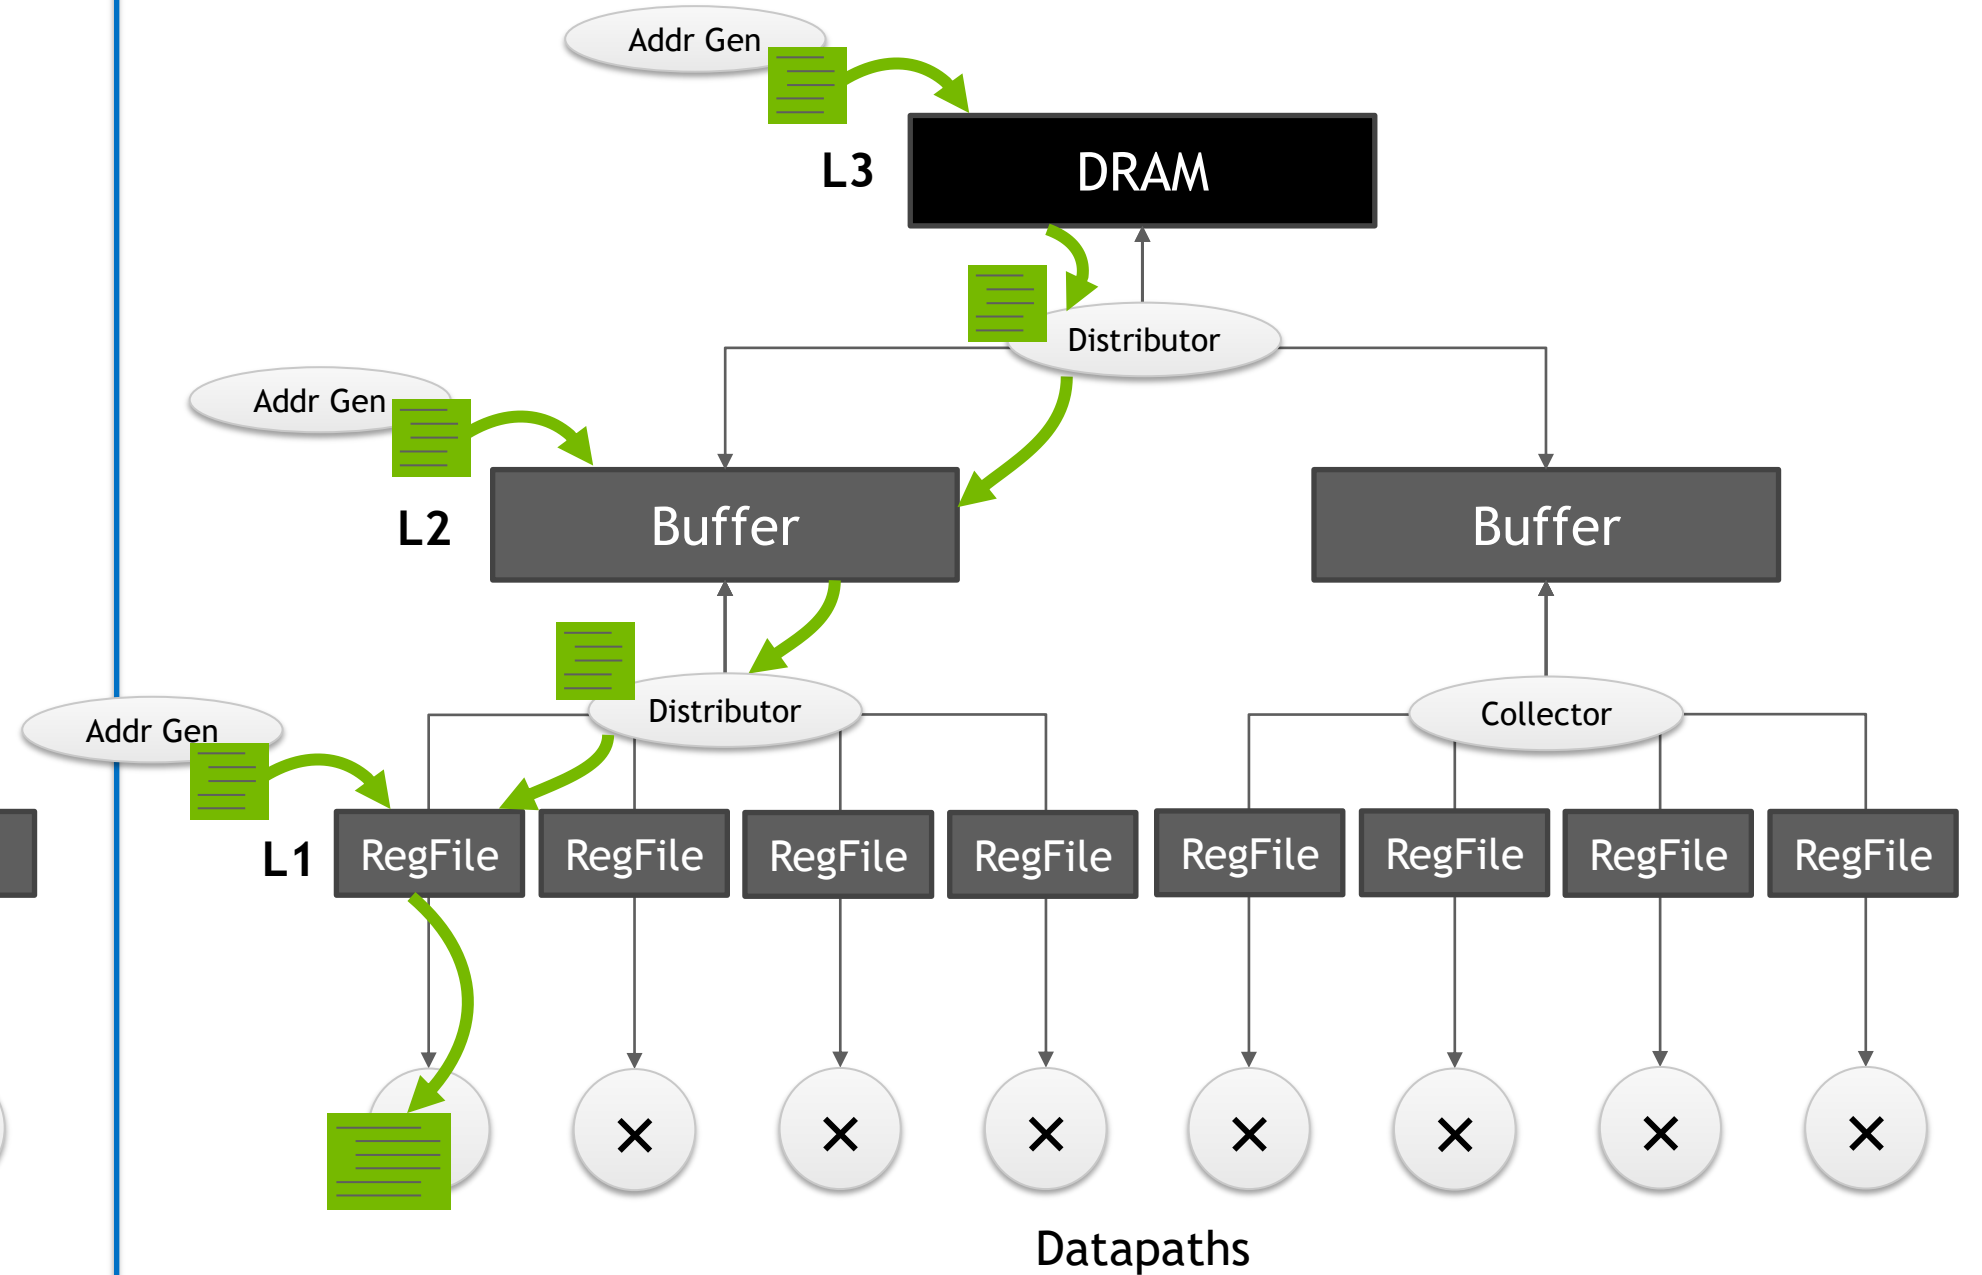 Addr Gen
L3
DRAM
Distributor
Addr Gen
L2
Buffer
Buffer
Addr Gen
Distributor
Collector
L1
RegFile
RegFile
RegFile
RegFile
RegFile
RegFile
RegFile
RegFile
×
×
×
×
×
×
×
Datapaths